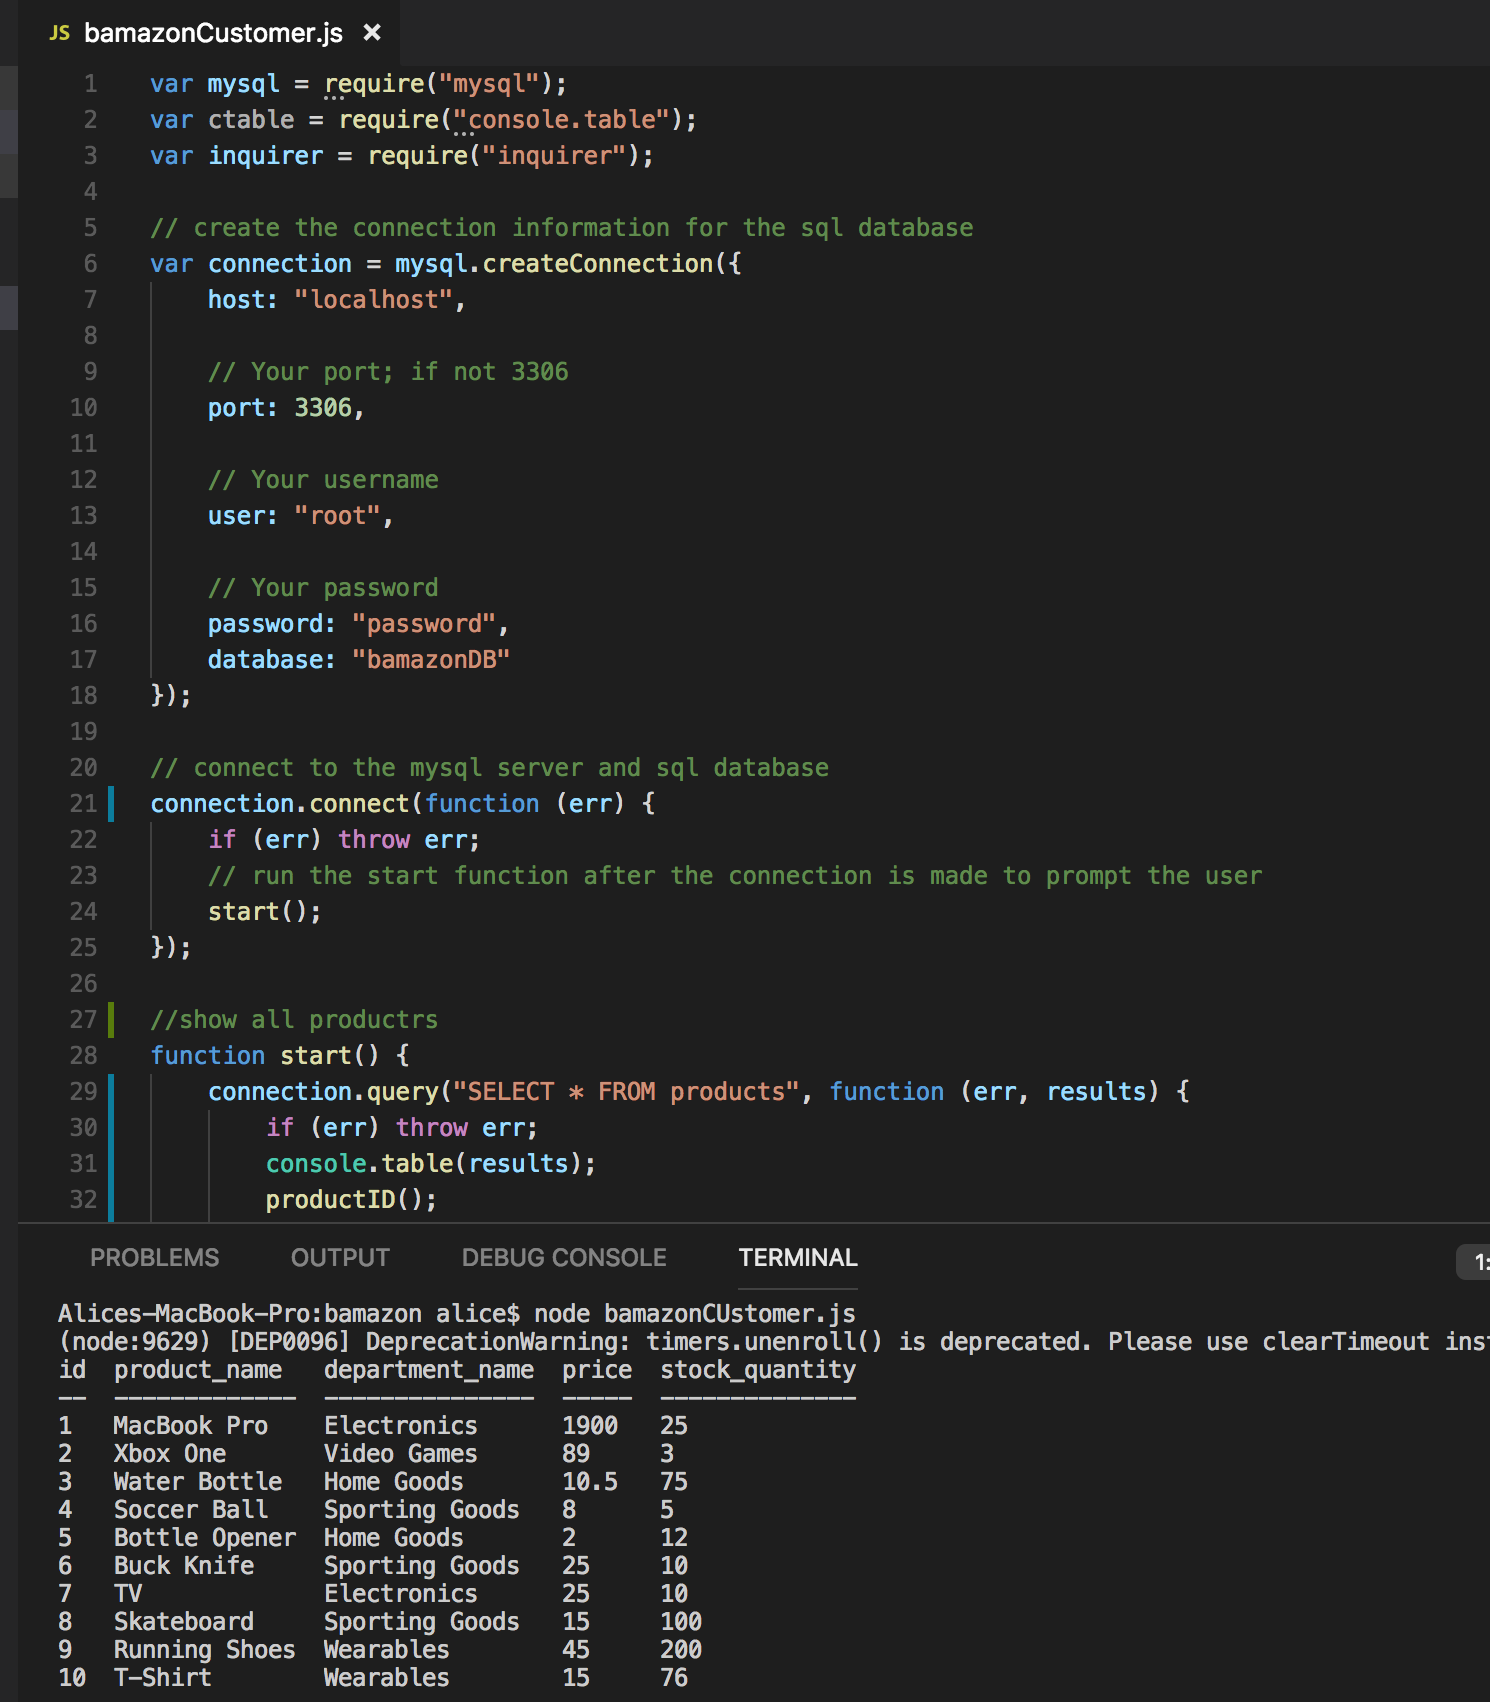 JS bamazonCustomer.js ×
1 var mysql = require("mysql");
2 var ctable = require("console.table");
3 var inquirer = require("inquirer");
4
5 // create the connection information for the sql database
6 var connection = mysql.createConnection({
7 host: "localhost",
8
9 // Your port; if not 3306
10 port: 3306,
11
12 // Your username
13 user: "root",
14
15 // Your password
16 password: "password",
17 database: "bamazonDB"
18 });
19
20 // connect to the mysql server and sql database
21 connection.connect(function (err) {
22 if (err) throw err;
23 // run the start function after the connection is made to prompt the user
24 start();
25 });
26
27 //show all productrs
28 function start() {
29 connection.query("SELECT * FROM products", function (err, results) {
30 if (err) throw err;
31 console.table(results);
32 productID();
PROBLEMS OUTPUT DEBUG CONSOLE TERMINAL 1:
Alices-MacBook-Pro:bamazon alice$ node bamazonCUstomer.js
(node:9629) [DEP0096] DeprecationWarning: timers.unenroll() is deprecated. Please use clearTimeout inst
id product_name department_name price stock_quantity
-- ------------- --------------- ----- --------------
1 MacBook Pro Electronics 1900 25
2 Xbox One Video Games 89 3
3 Water Bottle Home Goods 10.5 75
4 Soccer Ball Sporting Goods 8 5
5 Bottle Opener Home Goods 2 12
6 Buck Knife Sporting Goods 25 10
7 TV Electronics 25 10
8 Skateboard Sporting Goods 15 100
9 Running Shoes Wearables 45 200
10 T-Shirt Wearables 15 76